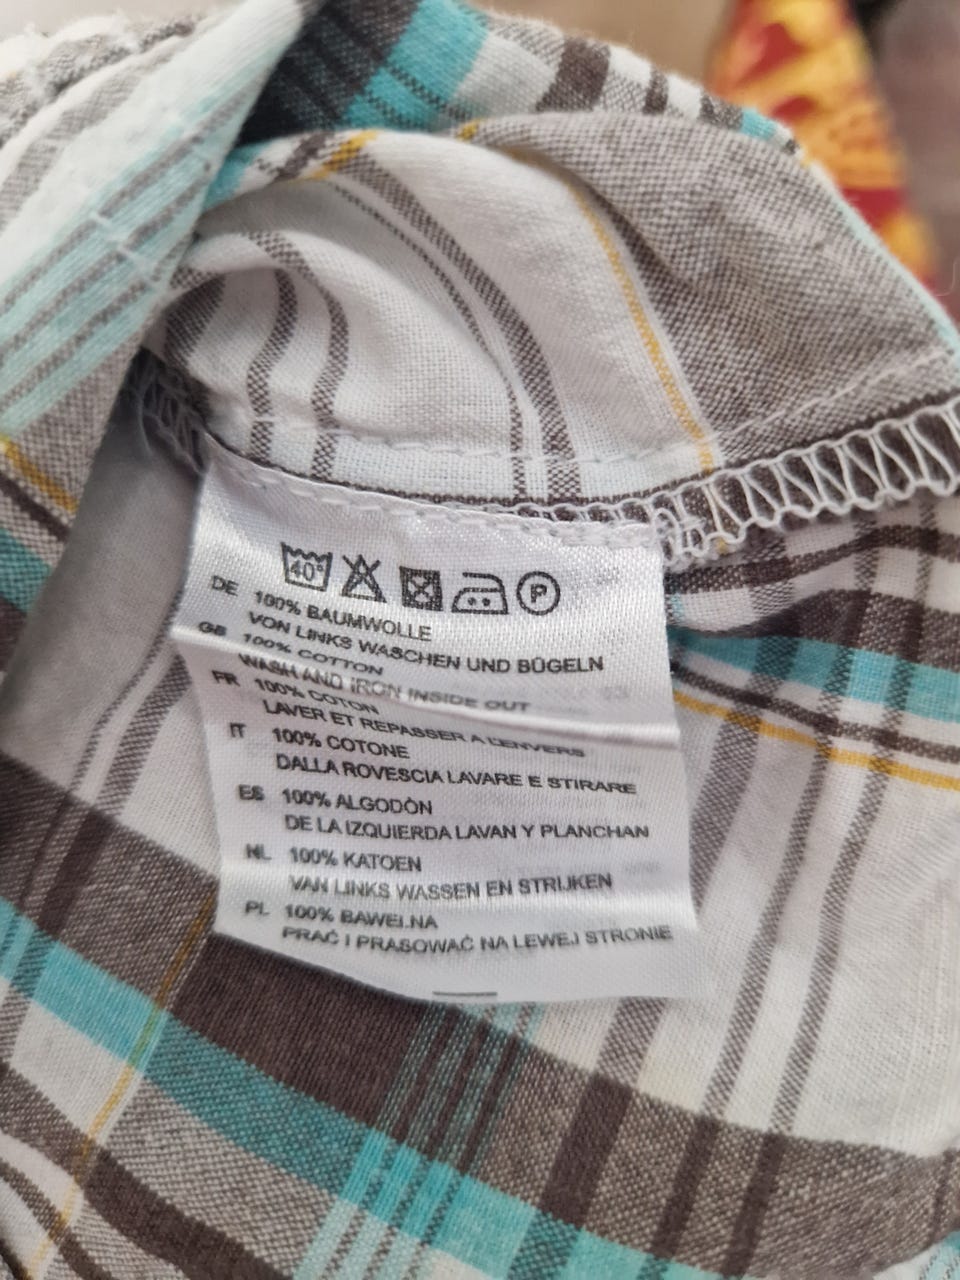 40°
P
DE 100% BAUMWOLLE
VON LINKS WASCHEN UND BÜGELN
GB 100% COTTON
WASH AND IRON INSIDE OUT
FR 100% COTON
LAVER ET REPASSER A L'ENVERS
IT 100% COTONE
DALLA ROVESCIA LAVARE E STIRARE
ES 100% ALGODÒN
DE LA IZQUIERDA LAVAN Y PLANCHAN
NL 100% KATOEN
VAN LINKS WASSEN EN STRIJKEN
PL 100% BAWEŁNA
PRAĆ I PRASOWAĆ NA LEWEJ STRONIE